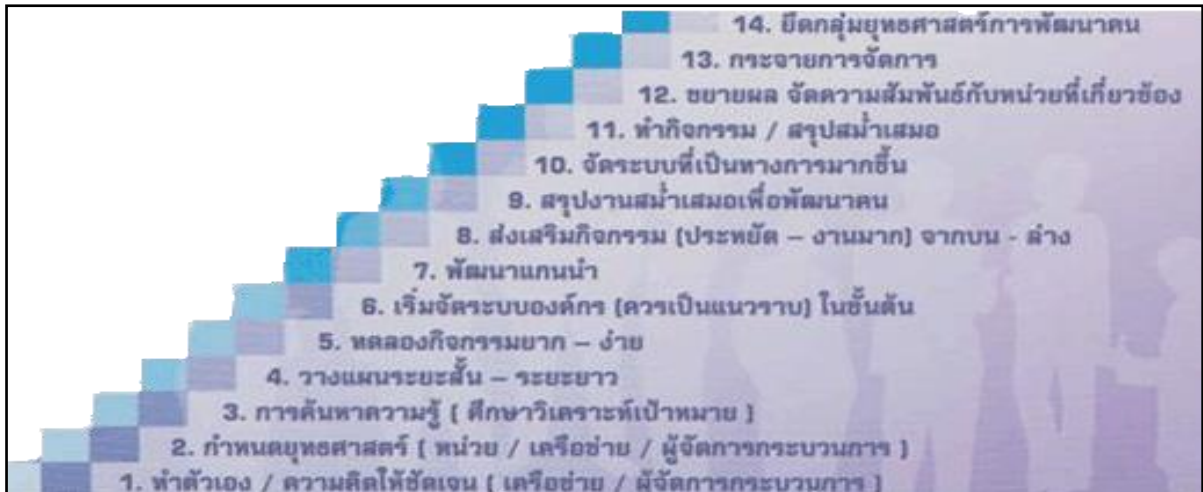 14. ยึดกลุ่มยุทธศาสตร์การพัฒนาคน
13. กระจายการจัดการ
12. ขยายผล จัดความสัมพันธ์กับหน่วยที่เกี่ยวข้อง
11. ทำกิจกรรม / สรุปสม่ำเสมอ
10. จัดระบบที่เป็นทางการมากขึ้น
9. สรุปงานสม่ำเสมอเพื่อพัฒนาคน
8. ส่งเสริมกิจกรรม (ประหยัด – งานมาก) จากบน - ล่าง
7. พัฒนาแกนนำ
6. เริ่มจัดระบบองค์กร (ควรเป็นแนวราบ) ในชั้นต้น
5. ทดลองกิจกรรมยาก – ง่าย
4. วางแผนระยะสั้น – ระยะยาว
3. การค้นหาความรู้ ( ศึกษาวิเคราะห์เป้าหมาย )
2. กำหนดยุทธศาสตร์ ( หน่วย / เครือข่าย / ผู้จัดการกระบวนการ )
1. ทำตัวเอง / ความคิดให้ชัดเจน ( เครือข่าย / ผู้จัดการกระบวนการ )